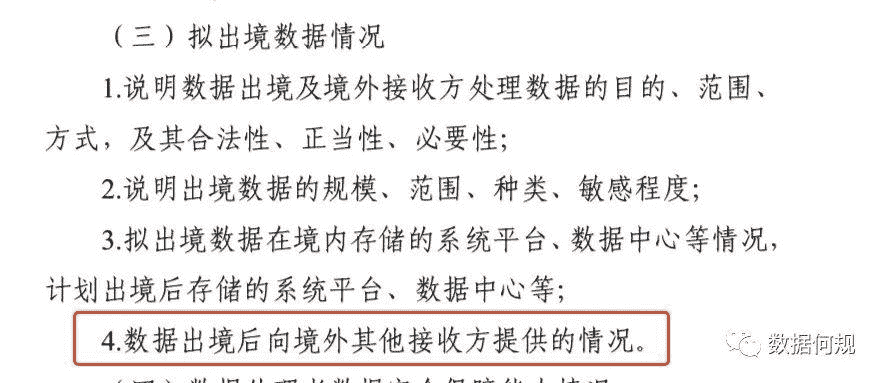 （三）拟出境数据情况
1.说明数据出境及境外接收方处理数据的目的、范围、
方式，及其合法性、正当性、必要性；
2.说明出境数据的规模、范围、种类、敏感程度；
3.拟出境数据在境内存储的系统平台、数据中心等情况，
计划出境后存储的系统平台、数据中心等；
4.数据出境后向境外其他接收方提供的情况。
数据何规